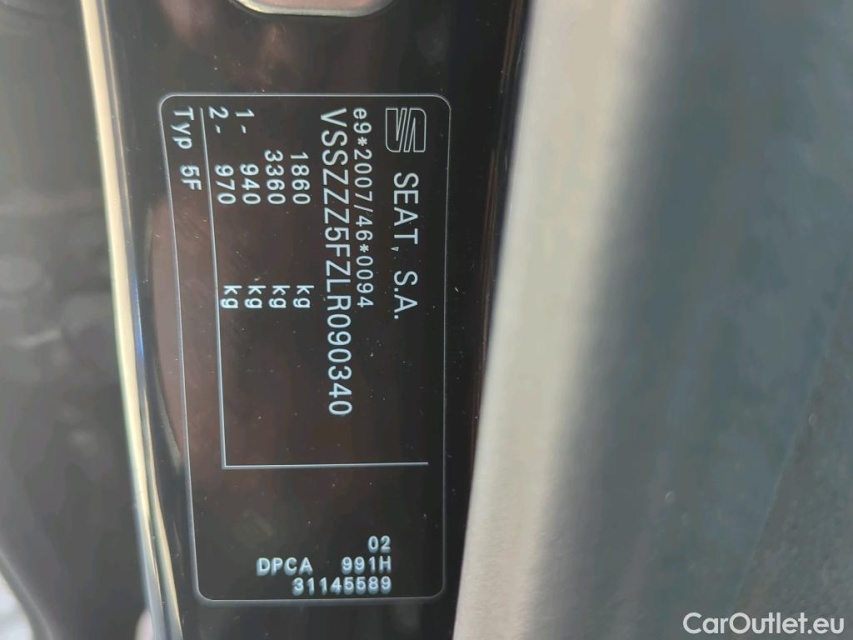 SEAT, S.A.
e9*2007/46*0094
VSSZZZ5FZLR090340
1860 kg
3360 kg
1- 940 kg
2- 970 kg
Typ 5F
02
DPCA 991H
31145589
CarOutlet.eu